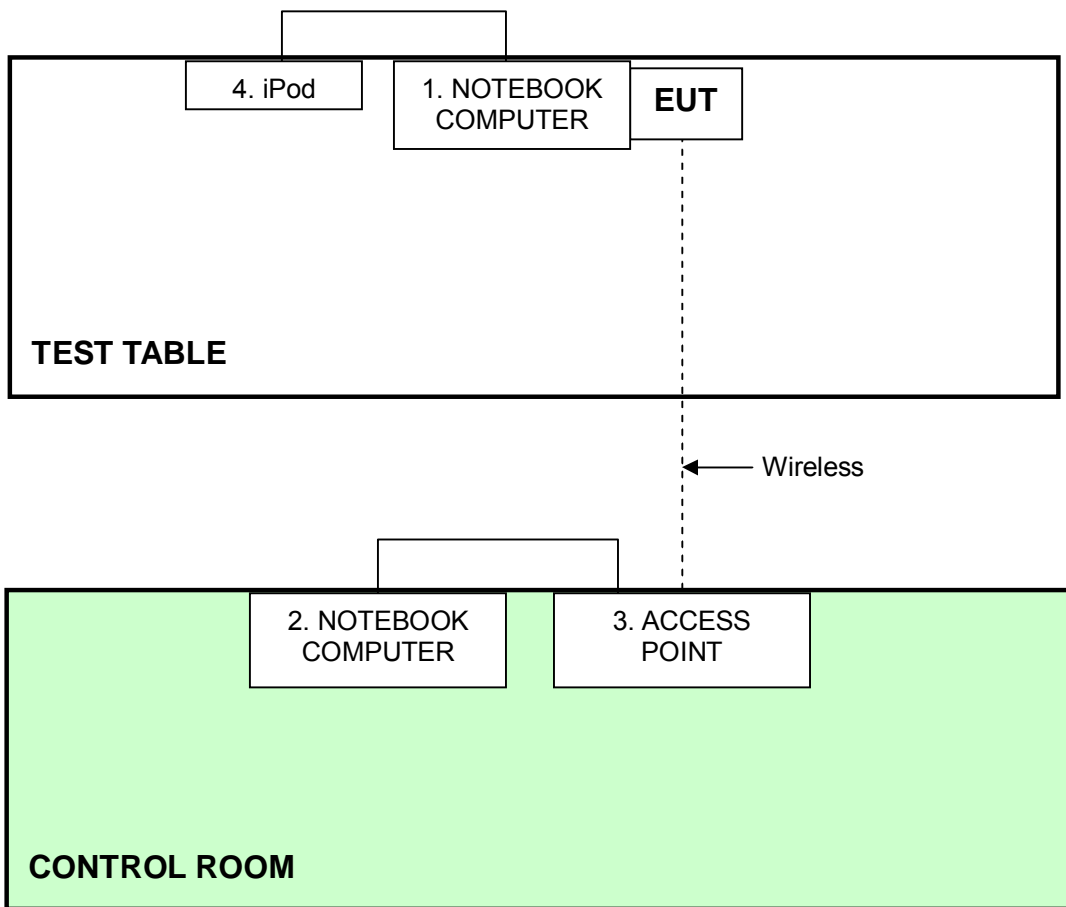 4. iPod
1. NOTEBOOK
COMPUTER
EUT
TEST TABLE
Wireless
2. NOTEBOOK
COMPUTER
3. ACCESS
POINT
CONTROL ROOM